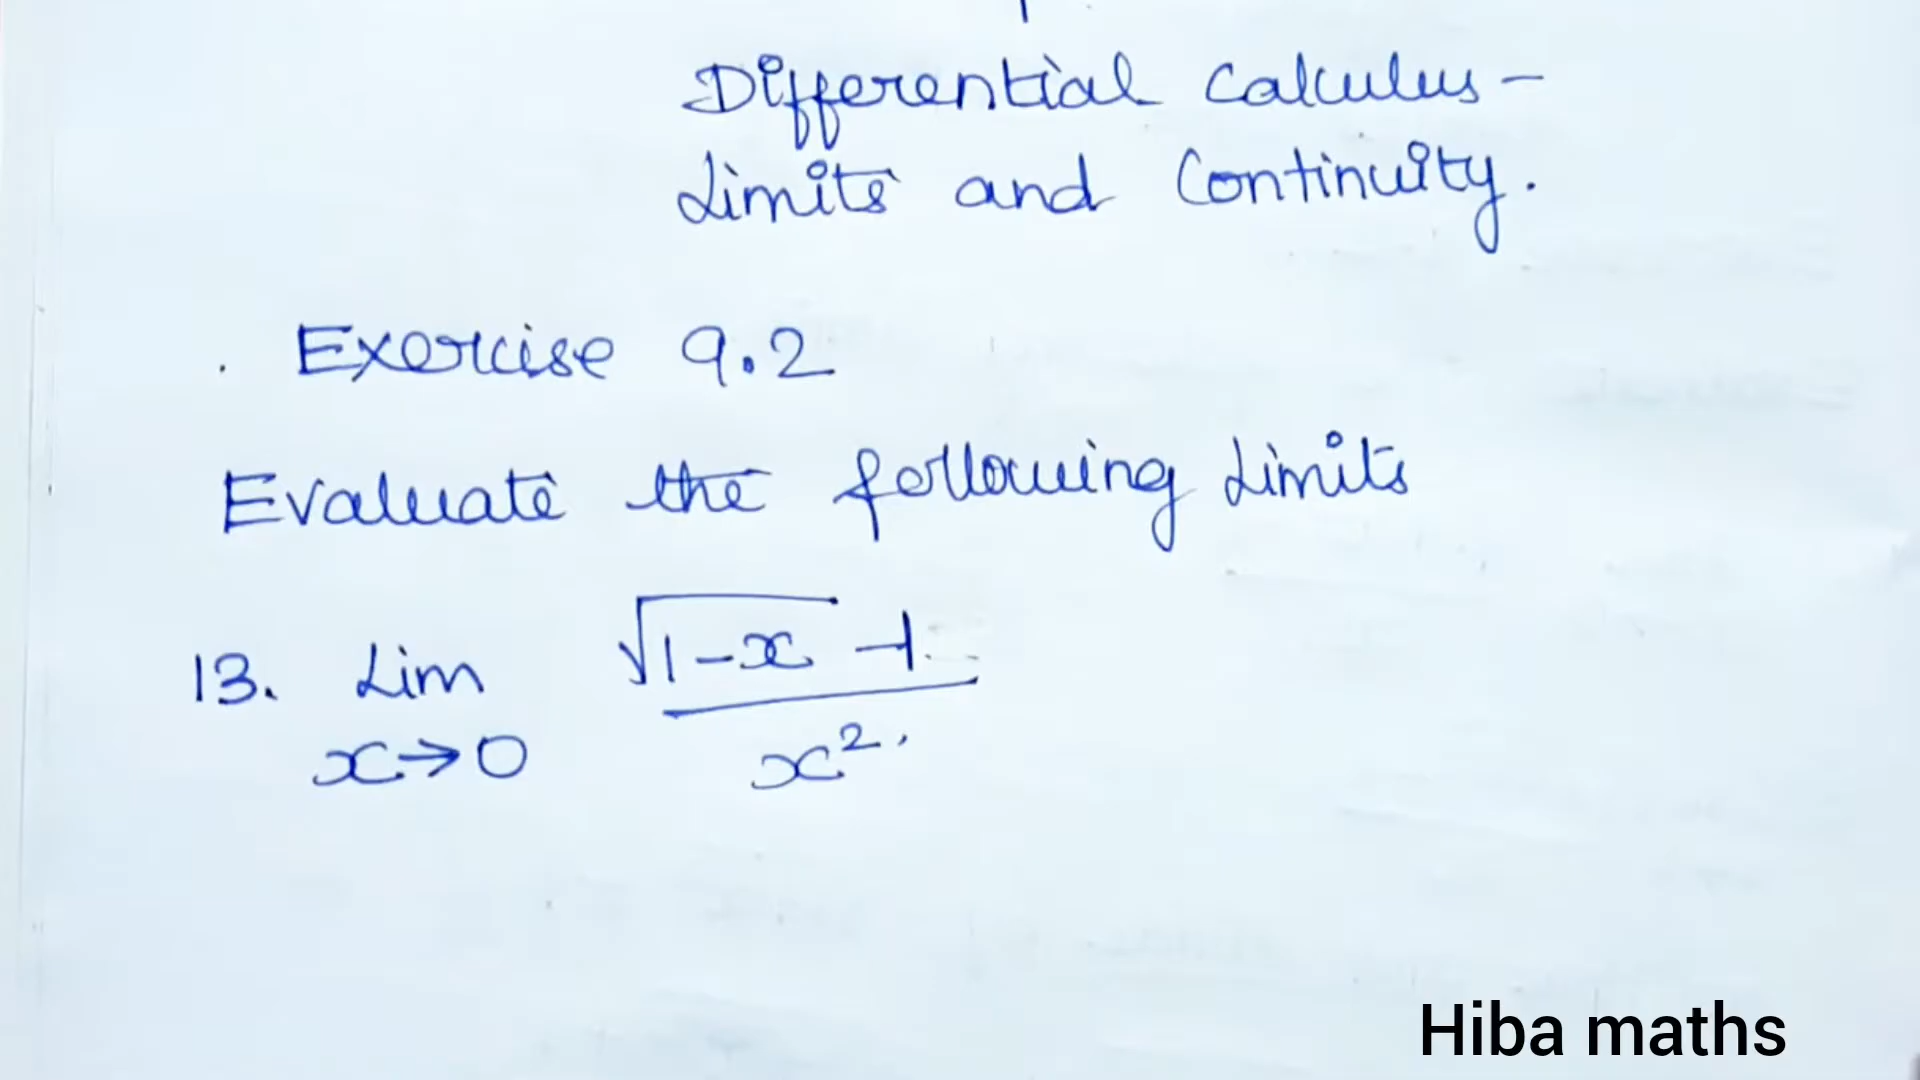 Differential Calculus -
Limits and Continuity.
Exercise 9.2
Evaluate the following Limits
13. Lim x→0 (√(1-x) - 1)/x².
Hiba maths